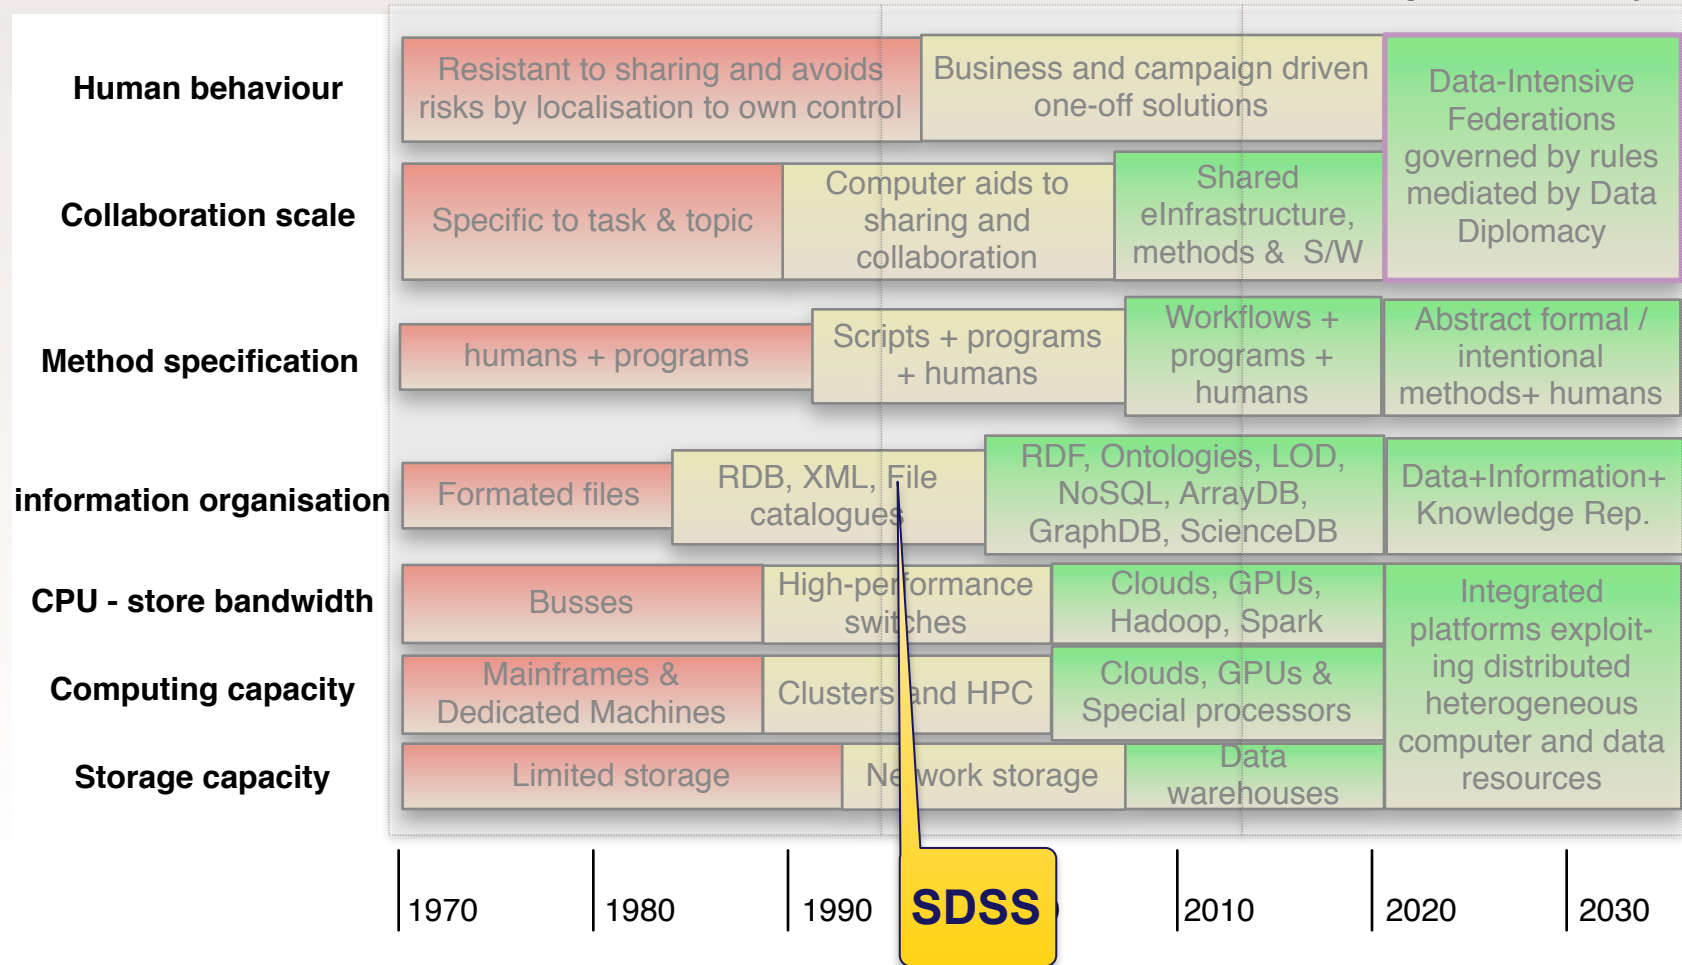 Human behaviour
Resistant to sharing and avoids
risks by localisation to own control
Business and campaign driven
one-off solutions
Data-Intensive
Federations
governed by rules
mediated by Data
Diplomacy
Collaboration scale
Specific to task & topic
Computer aids to
sharing and
collaboration
Shared
eInfrastructure,
methods & S/W
Method specification
humans + programs
Scripts + programs
+ humans
Workflows +
programs +
humans
Abstract formal /
intentional
methods+ humans
information organisation
Formated files
RDB, XML, File
catalogues
RDF, Ontologies, LOD,
NoSQL, ArrayDB,
GraphDB, ScienceDB
Data+Information+
Knowledge Rep.
CPU - store bandwidth
Busses
High-performance
switches
Clouds, GPUs,
Hadoop, Spark
Integrated
platforms exploit-
ing distributed
heterogeneous
computer and data
resources
Computing capacity
Mainframes &
Dedicated Machines
Clusters and HPC
Clouds, GPUs &
Special processors
Storage capacity
Limited storage
Network storage
Data
warehouses
1970
1980
1990
SDSS
2010
2020
2030